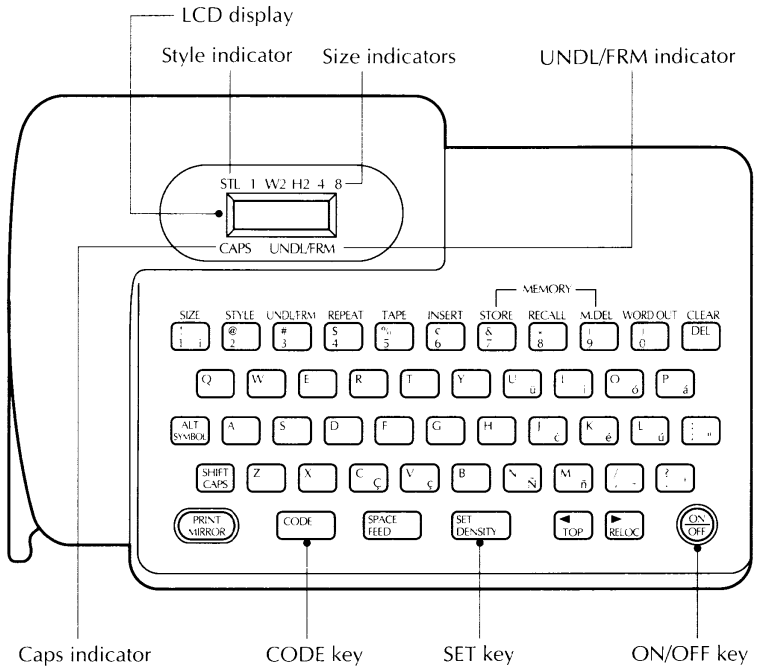 LCD display
Style indicator Size indicators UNDL/FRM indicator
STL 1 W2 H2 4 8
CAPS UNDL/FRM
MEMORY
SIZE STYLE UNDL/FRM REPEAT TAPE INSERT STORE RECALL M.DEL WORD OUT CLEAR
@ # $ & DEL
1 2 3 4 5 6 7 8 9 0
Q W E R T Y U ü I O ó P á
ALT A S D F G H J K é L ú
SYMBOL
SHIFT Z X C Ç V ç B N Ñ M ñ / ?
CAPS
PRINT CODE SPACE SET ◄ ► ON
MIRROR FEED DENSITY TOP RELOC OFF
Caps indicator CODE key SET key ON/OFF key